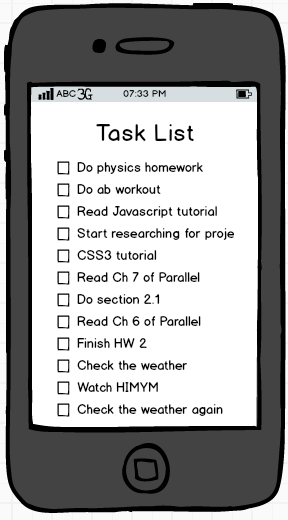 ABC 3G 07:33 PM
Task List
Do physics homework
Do ab workout
Read Javascript tutorial
Start researching for proje
CSS3 tutorial
Read Ch 7 of Parallel
Do section 2.1
Read Ch 6 of Parallel
Finish HW 2
Check the weather
Watch HIMYM
Check the weather again